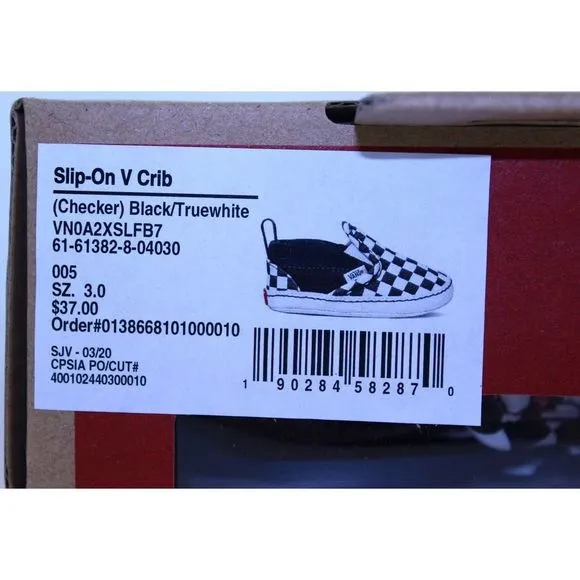 Slip-On V Crib
(Checker) Black/Truewhite
VN0A2XSLFB7
61-61382-8-04030
005
SZ. 3.0
$37.00
Order#0138668101000010
SJV - 03/20
CPSIA PO/CUT#
400102440300010
VANS
1 90284 58287 0